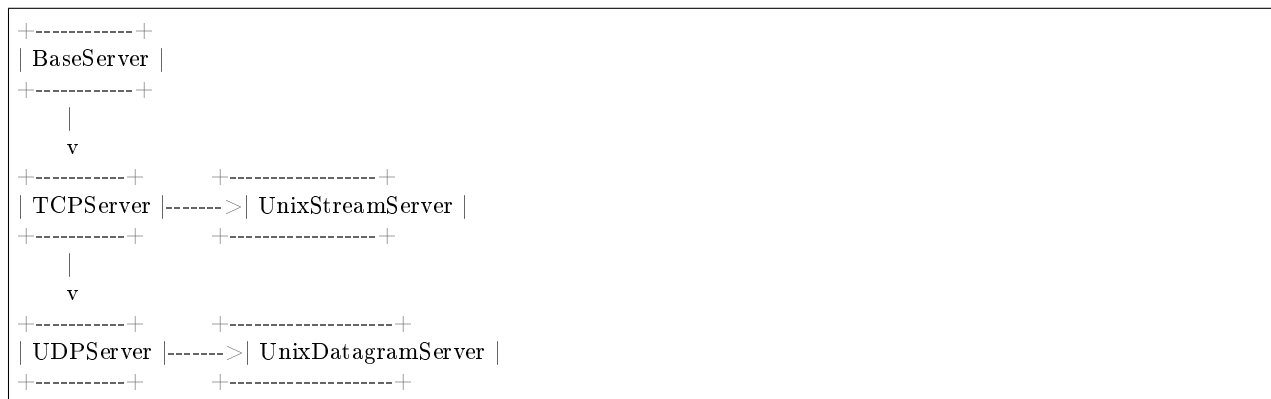 +------------+
| BaseServer |
+------------+
|
v
+-----------+ +------------------+
| TCPServer |------->| UnixStreamServer |
+-----------+ +------------------+
|
v
+-----------+ +--------------------+
| UDPServer |------->| UnixDatagramServer |
+-----------+ +--------------------+